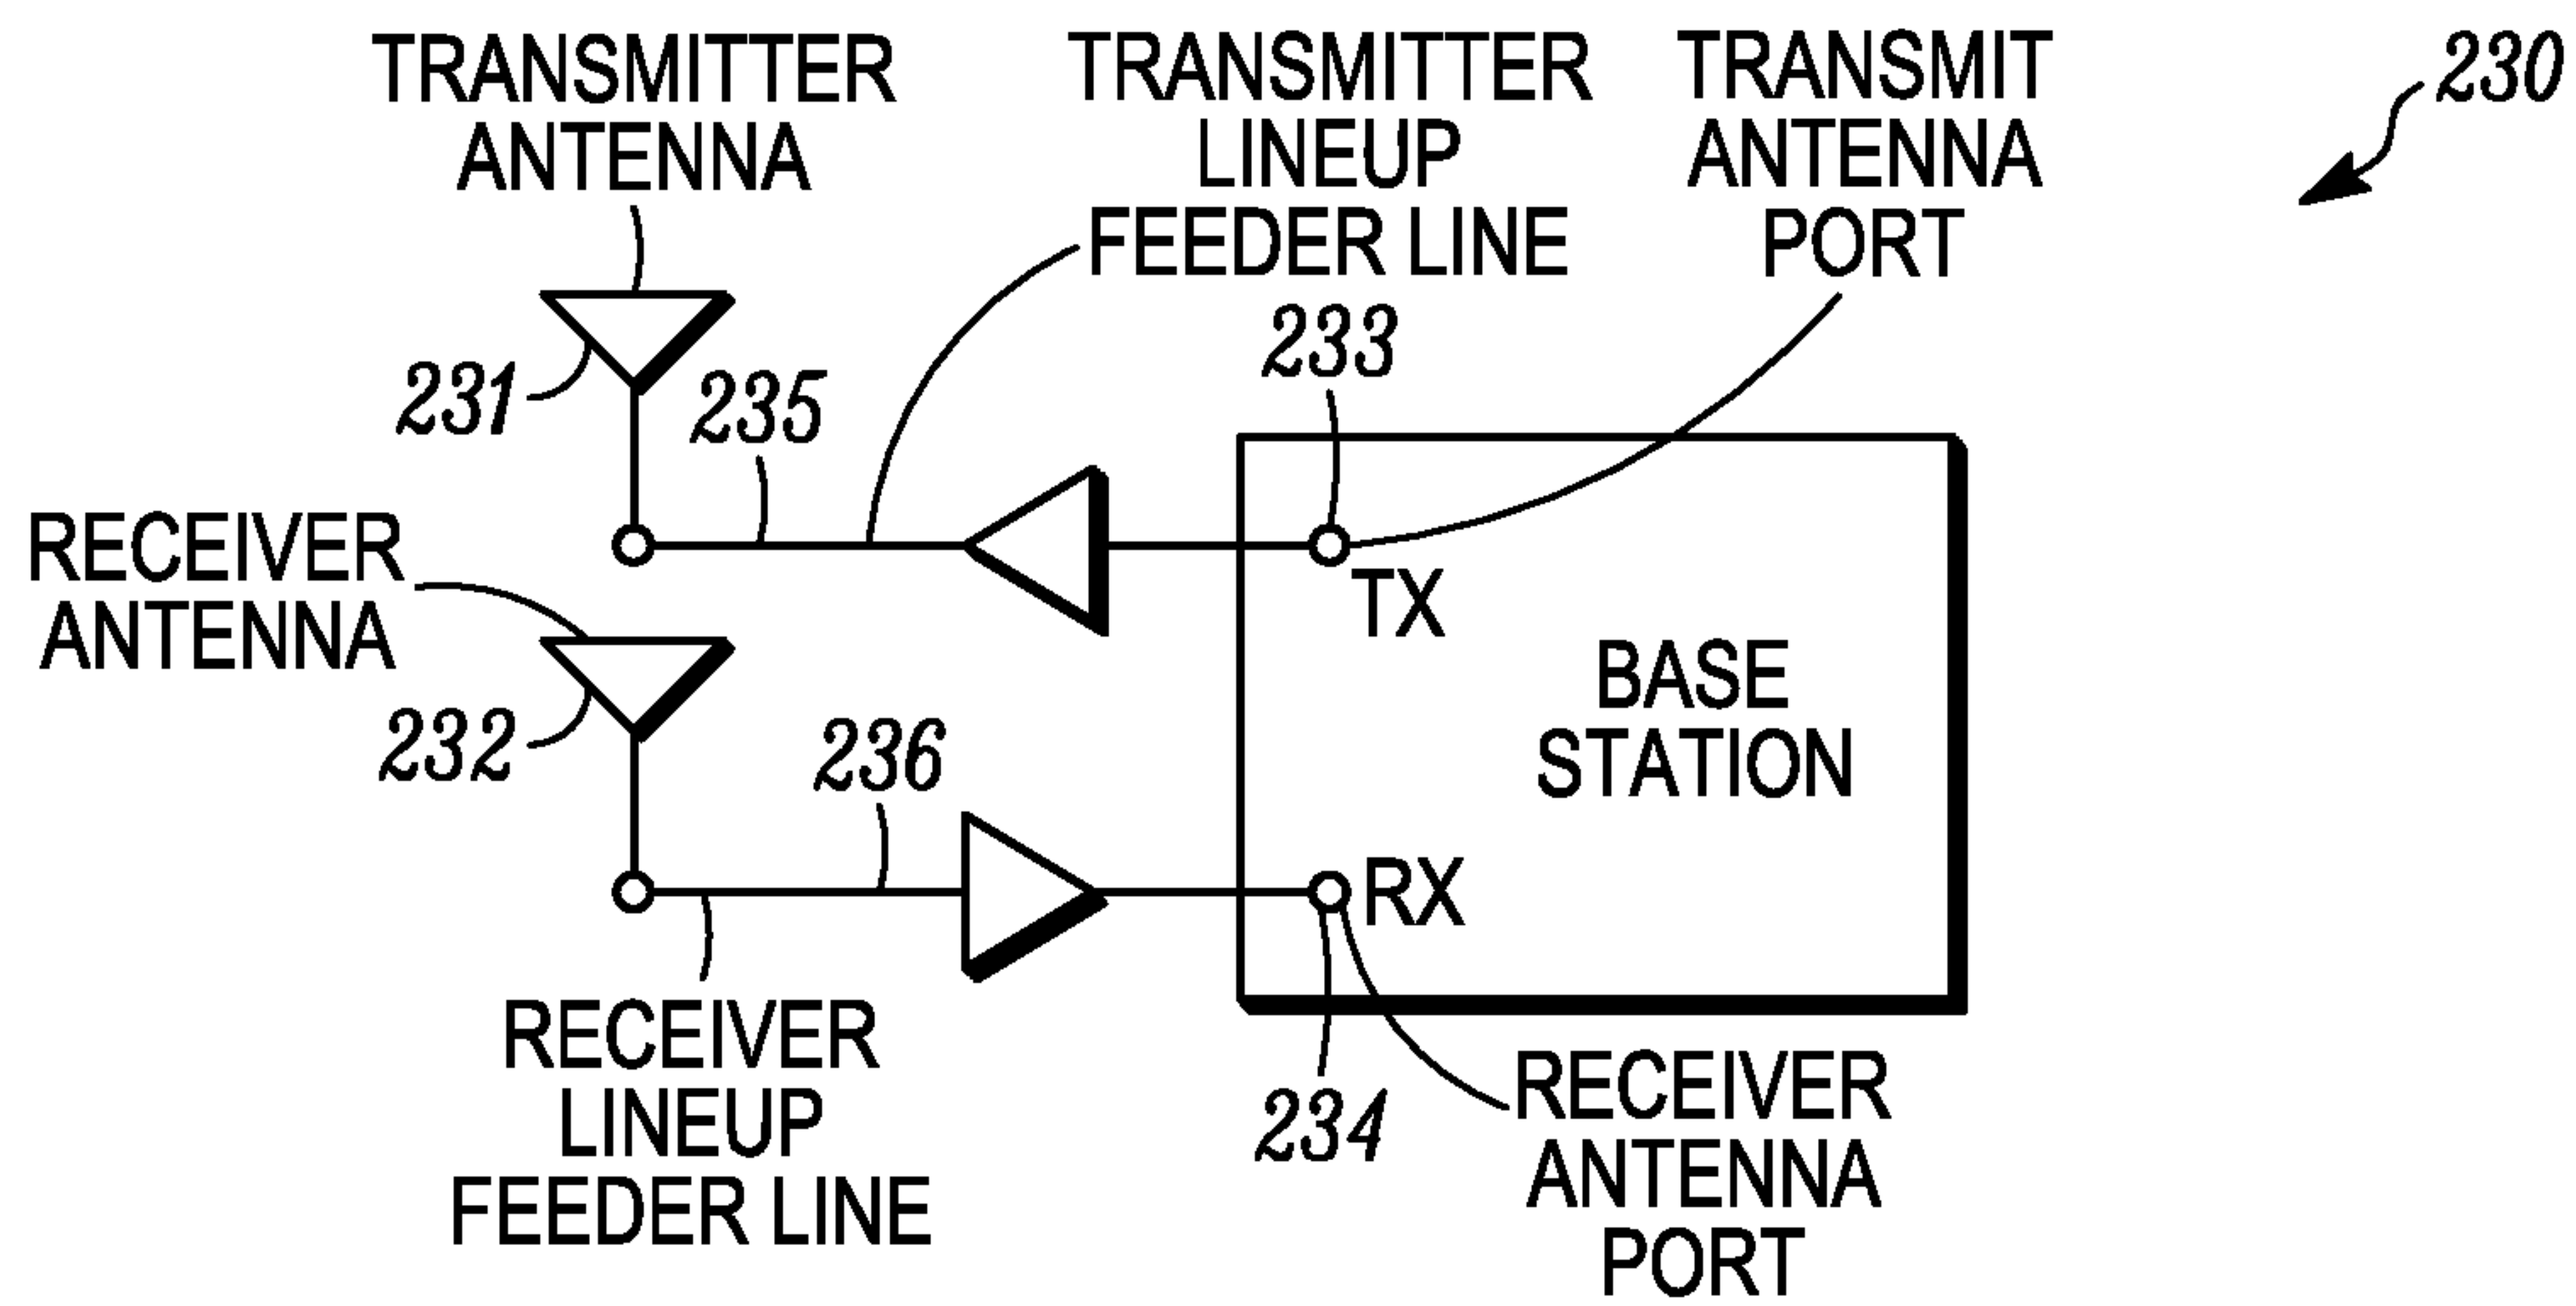 TRANSMITTER
ANTENNA
TRANSMITTER
LINEUP
FEEDER LINE
TRANSMIT
ANTENNA
PORT
230
231
235
233
RECEIVER
ANTENNA
TX
BASE
STATION
232
236
RX
RECEIVER
LINEUP
FEEDER LINE
234
RECEIVER
ANTENNA
PORT